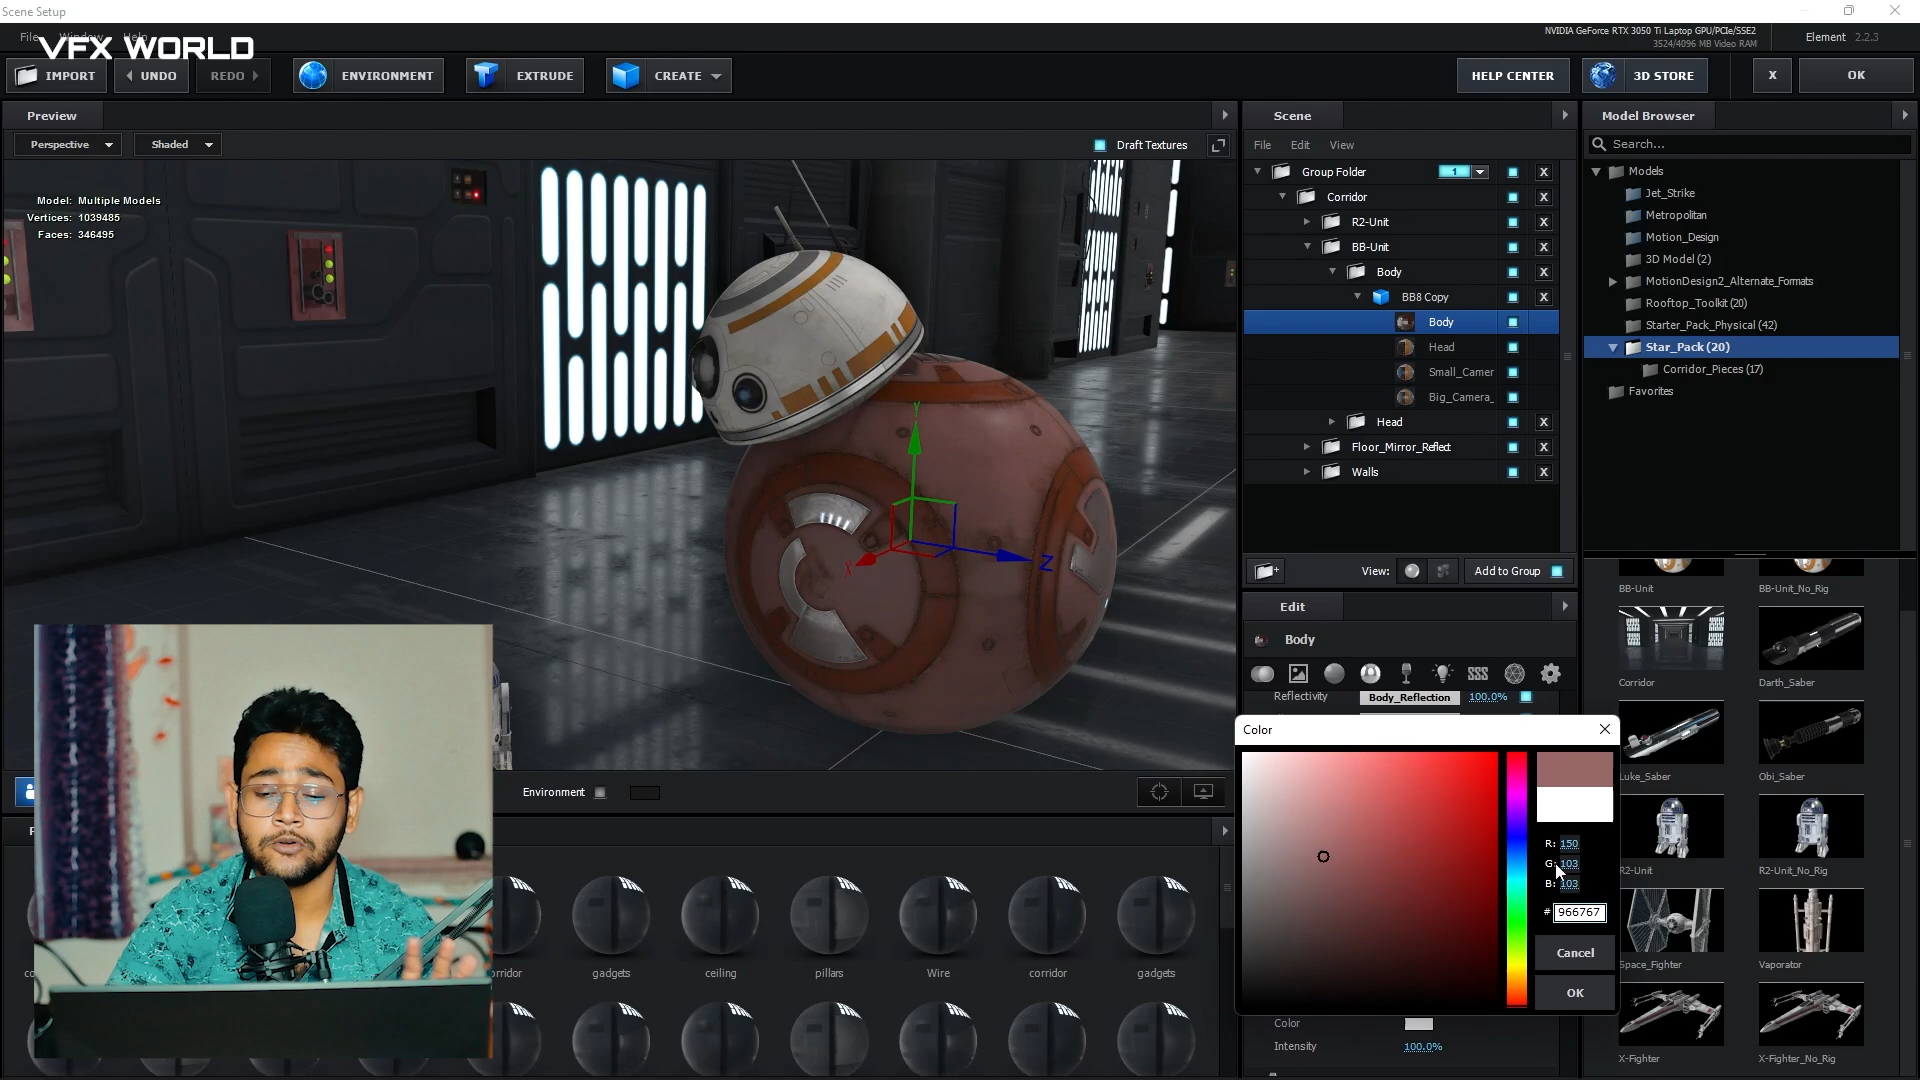 Scene Setup
File Window Help
VFX WORLD
NVIDIA GeForce RTX 3050 Ti Laptop GPU/PCIe/SSE2
3524/4096 MB Video RAM
Element 2.2.3
IMPORT
UNDO
REDO
ENVIRONMENT
EXTRUDE
CREATE
HELP CENTER
3D STORE
X
OK
Preview
Perspective
Shaded
Draft Textures
Model: Multiple Models
Vertices: 1039485
Faces: 346495
Y
X
Z
Environment
corridor
gadgets
ceiling
pillars
Wire
corridor
gadgets
Scene
File Edit View
Group Folder 1 X
Corridor X
R2-Unit X
BB-Unit X
Body X
BB8 Copy X
Body
Head
Small_Camer
Big_Camera_
Head X
Floor_Mirror_Reflect X
Walls X
View:
Add to Group
Edit
Body
Reflectivity Body_Reflection 100.0%
Color
R: 150
G: 103
B: 103
# 966767
Cancel
OK
Color
Intensity 100.0%
Model Browser
Search...
Models
Jet_Strike
Metropolitan
Motion_Design
3D Model (2)
MotionDesign2_Alternate_Formats
Rooftop_Toolkit (20)
Starter_Pack_Physical (42)
Star_Pack (20)
Corridor_Pieces (17)
Favorites
BB-Unit
BB-Unit_No_Rig
Corridor
Darth_Saber
Luke_Saber
Obi_Saber
R2-Unit
R2-Unit_No_Rig
Space_Fighter
Vaporator
X-Fighter
X-Fighter_No_Rig